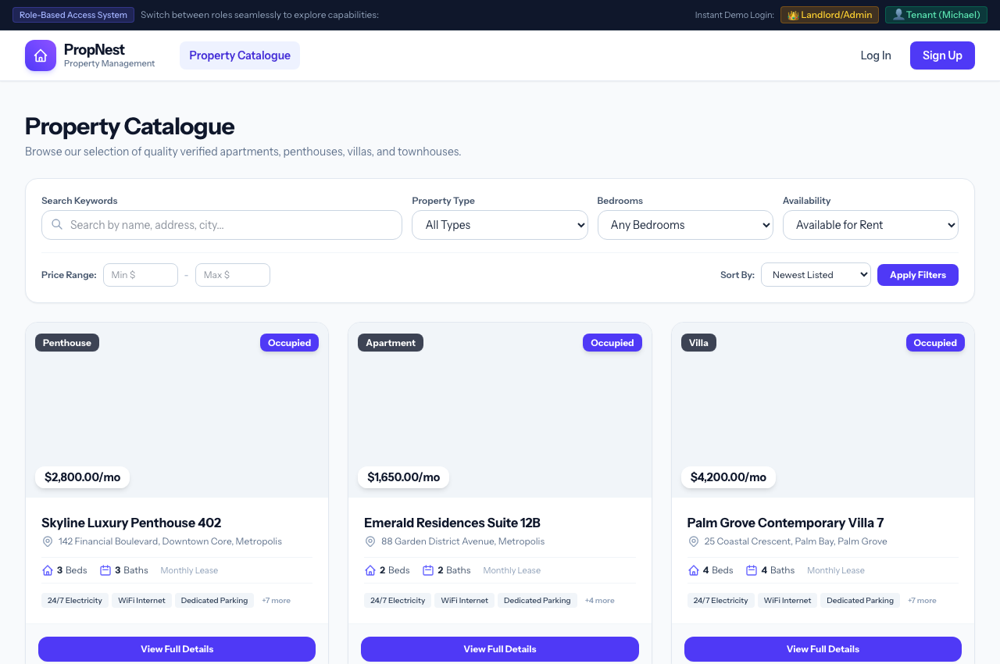 Role-Based Access System Switch between roles seamlessly to explore capabilities: Instant Demo Login: 👑 Landlord/Admin 👤 Tenant (Michael)
PropNest
Property Management
Property Catalogue
Log In
Sign Up
Property Catalogue
Browse our selection of quality verified apartments, penthouses, villas, and townhouses.
Search Keywords Property Type Bedrooms Availability
Search by name, address, city... All Types Any Bedrooms Available for Rent
Price Range: Min $ - Max $ Sort By: Newest Listed Apply Filters
Penthouse Occupied
$2,800.00/mo
Skyline Luxury Penthouse 402
142 Financial Boulevard, Downtown Core, Metropolis
3 Beds 3 Baths Monthly Lease
24/7 Electricity WiFi Internet Dedicated Parking +7 more
View Full Details
Apartment Occupied
$1,650.00/mo
Emerald Residences Suite 12B
88 Garden District Avenue, Metropolis
2 Beds 2 Baths Monthly Lease
24/7 Electricity WiFi Internet Dedicated Parking +4 more
View Full Details
Villa Occupied
$4,200.00/mo
Palm Grove Contemporary Villa 7
25 Coastal Crescent, Palm Bay, Palm Grove
4 Beds 4 Baths Monthly Lease
24/7 Electricity WiFi Internet Dedicated Parking +7 more
View Full Details